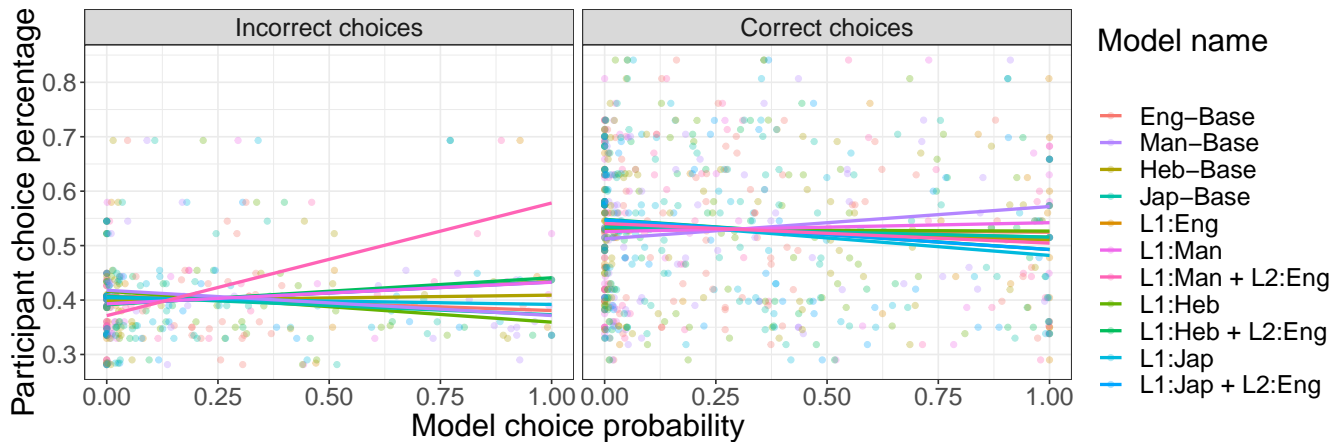 Incorrect choices
Correct choices
Participant choice percentage
0.8
0.7
0.6
0.5
0.4
0.3
0.00 0.25 0.50 0.75 1.00
0.00 0.25 0.50 0.75 1.00
Model choice probability
Model name
Eng−Base
Man−Base
Heb−Base
Jap−Base
L1:Eng
L1:Man
L1:Man + L2:Eng
L1:Heb
L1:Heb + L2:Eng
L1:Jap
L1:Jap + L2:Eng